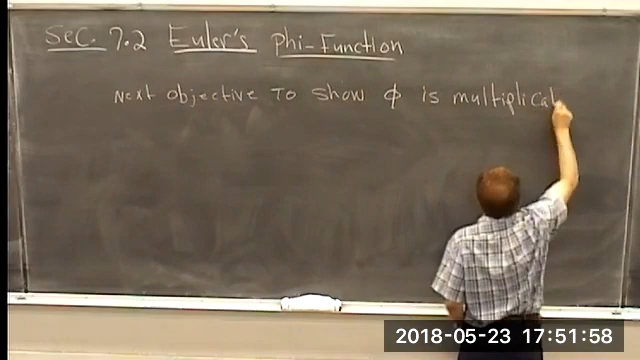 Sec. 7.2 Euler's Phi-Function
Next objective To show ϕ is multiplicat
2018-05-23 17:51:58